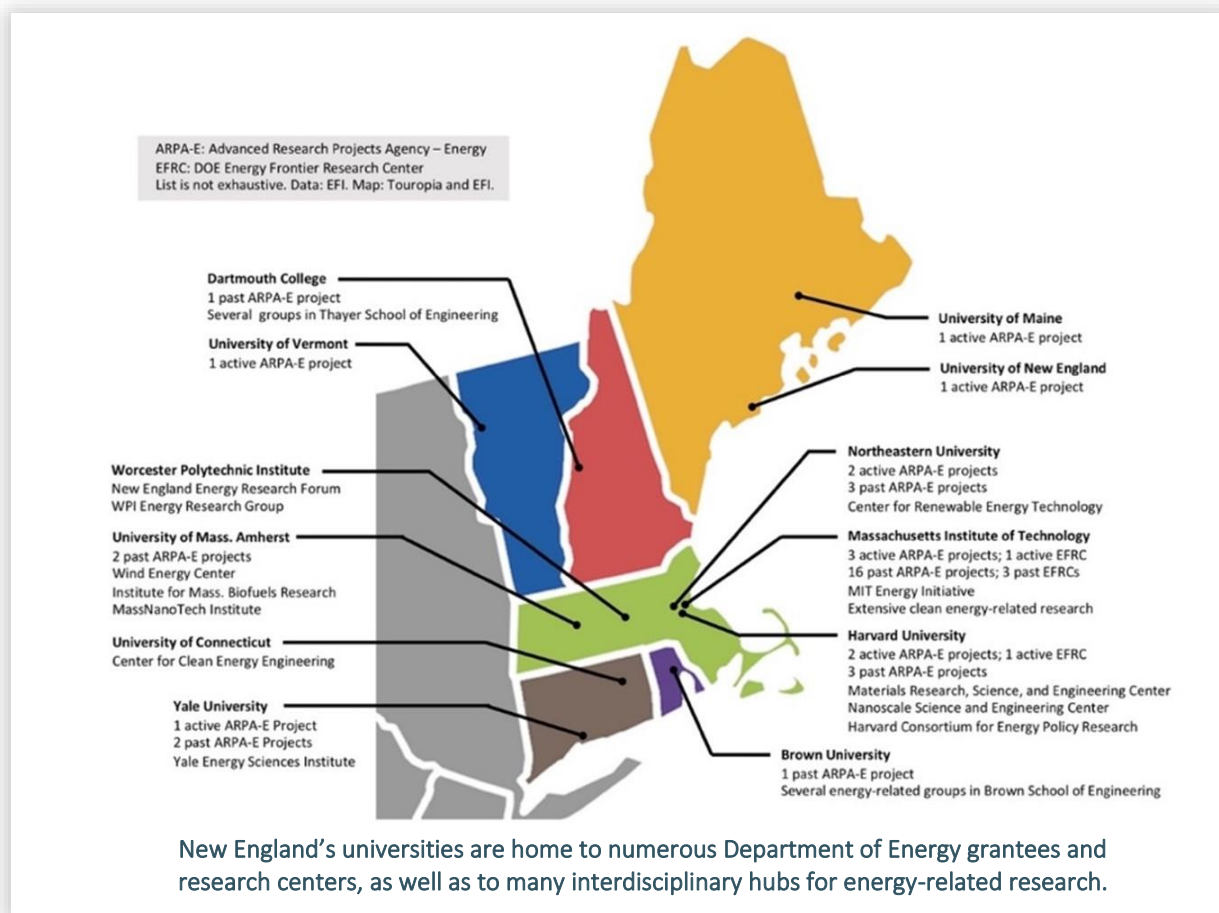 ARPA-E: Advanced Research Projects Agency – Energy
EFRC: DOE Energy Frontier Research Center
List is not exhaustive. Data: EFI. Map: Touropia and EFI.
Dartmouth College
1 past ARPA-E project
Several groups in Thayer School of Engineering
University of Vermont
1 active ARPA-E project
Worcester Polytechnic Institute
New England Energy Research Forum
WPI Energy Research Group
University of Mass. Amherst
2 past ARPA-E projects
Wind Energy Center
Institute for Mass. Biofuels Research
MassNanoTech Institute
University of Connecticut
Center for Clean Energy Engineering
Yale University
1 active ARPA-E Project
2 past ARPA-E Projects
Yale Energy Sciences Institute
University of Maine
1 active ARPA-E project
University of New England
1 active ARPA-E project
Northeastern University
2 active ARPA-E projects
3 past ARPA-E projects
Center for Renewable Energy Technology
Massachusetts Institute of Technology
3 active ARPA-E projects; 1 active EFRC
16 past ARPA-E projects; 3 past EFRCs
MIT Energy Initiative
Extensive clean energy-related research
Harvard University
2 active ARPA-E projects; 1 active EFRC
3 past ARPA-E projects
Materials Research, Science, and Engineering Center
Nanoscale Science and Engineering Center
Harvard Consortium for Energy Policy Research
Brown University
1 past ARPA-E project
Several energy-related groups in Brown School of Engineering
New England’s universities are home to numerous Department of Energy grantees and
research centers, as well as to many interdisciplinary hubs for energy-related research.